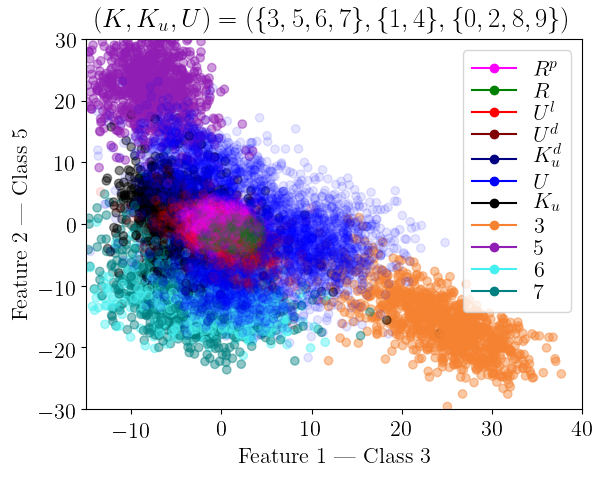 (K, K_u, U) = ({3, 5, 6, 7}, {1, 4}, {0, 2, 8, 9})
30
20
10
0
−10
−20
−30
Feature 2 — Class 5
R^p
R
U^l
U^d
K_u^d
U
K_u
3
5
6
7
−10
0
10
20
30
40
Feature 1 — Class 3